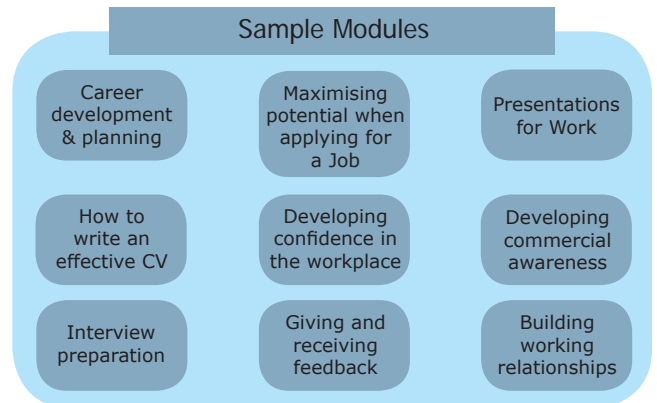 Sample Modules
Career
development
& planning
Maximising
potential when
applying for
a Job
Presentations
for Work
How to
write an
effective CV
Developing
confidence in
the workplace
Developing
commercial
awareness
Interview
preparation
Giving and
receiving
feedback
Building
working
relationships